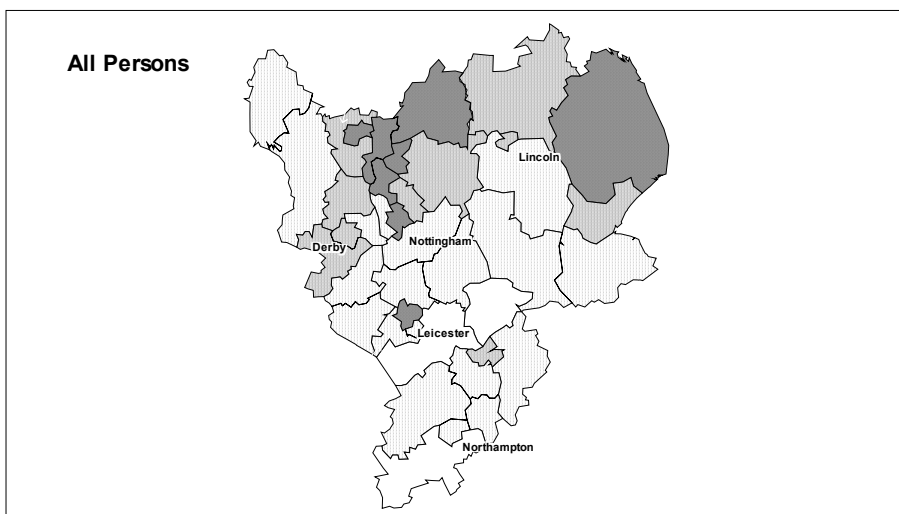 All Persons
Lincoln
Derby
Nottingham
Leicester
Northampton